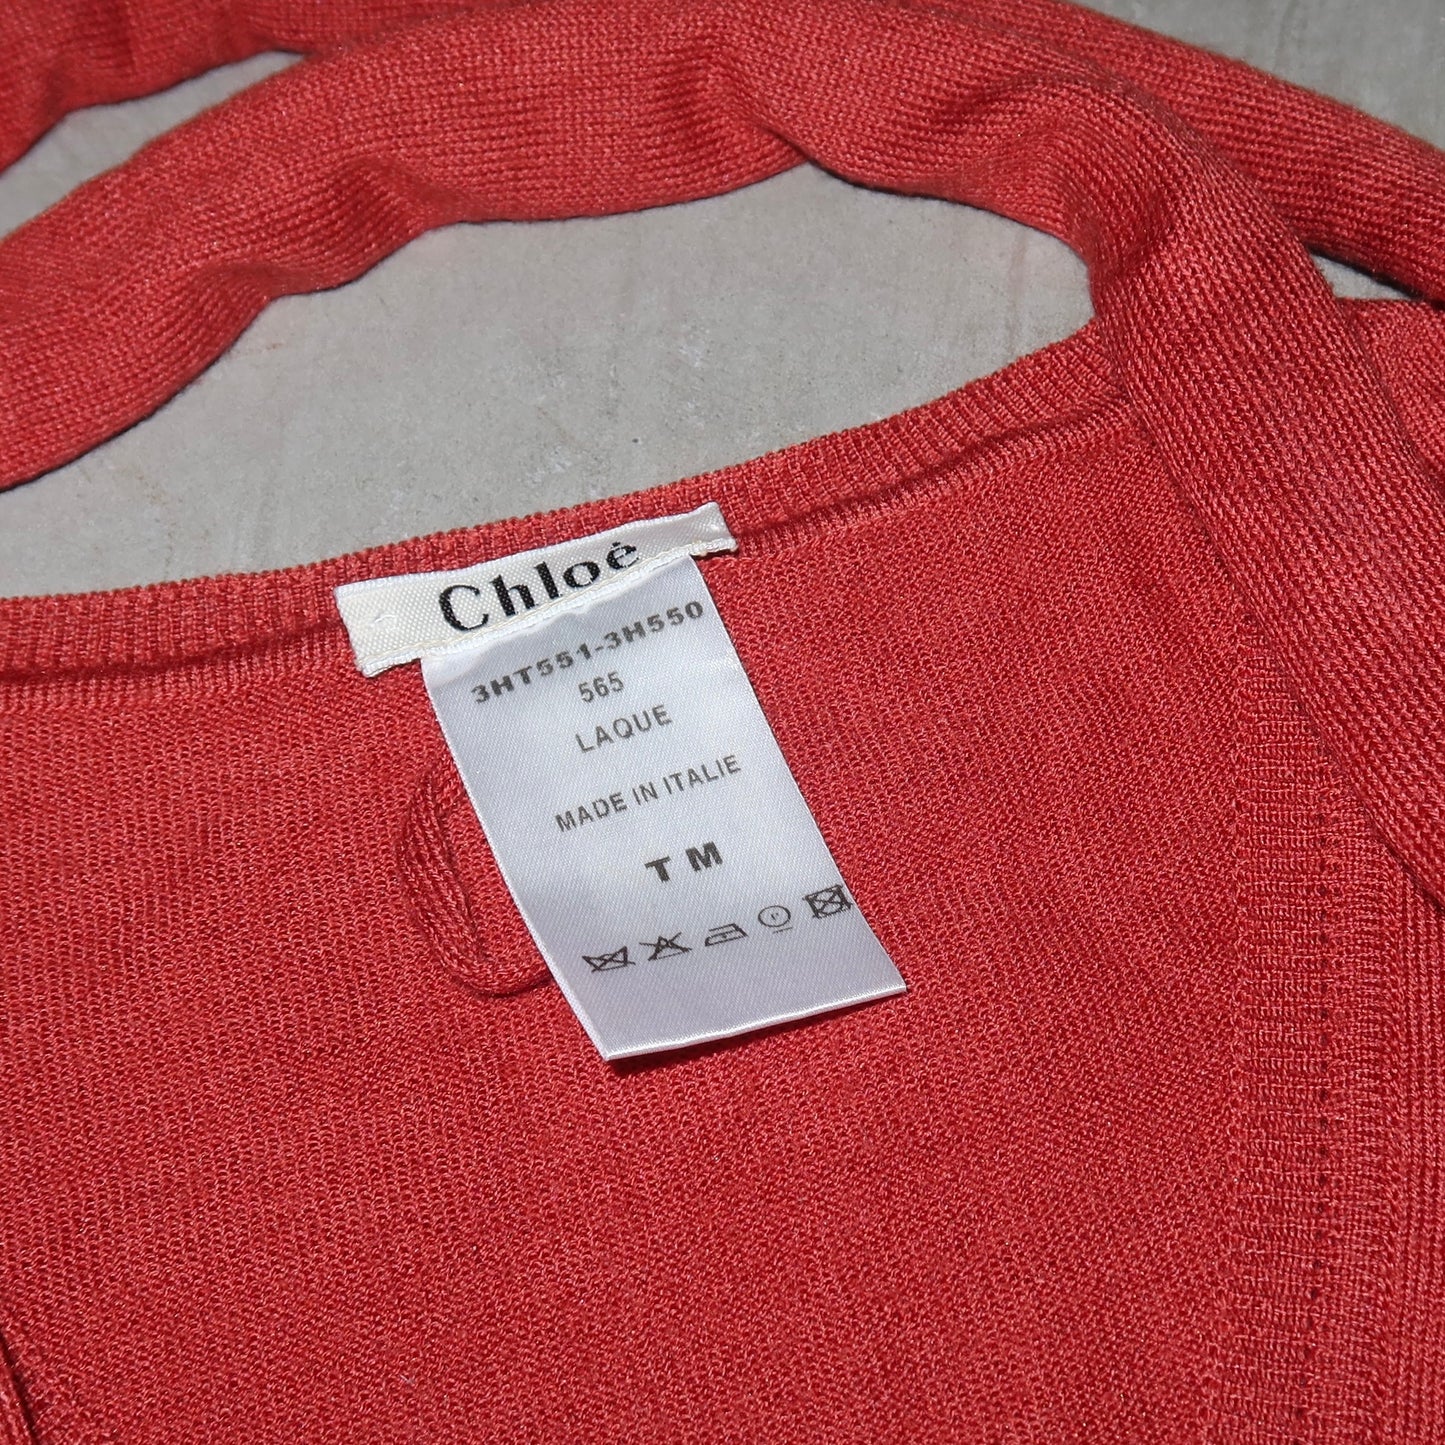 Chloé
3HT551-3H550
565
LAQUE
MADE IN ITALIE
T M